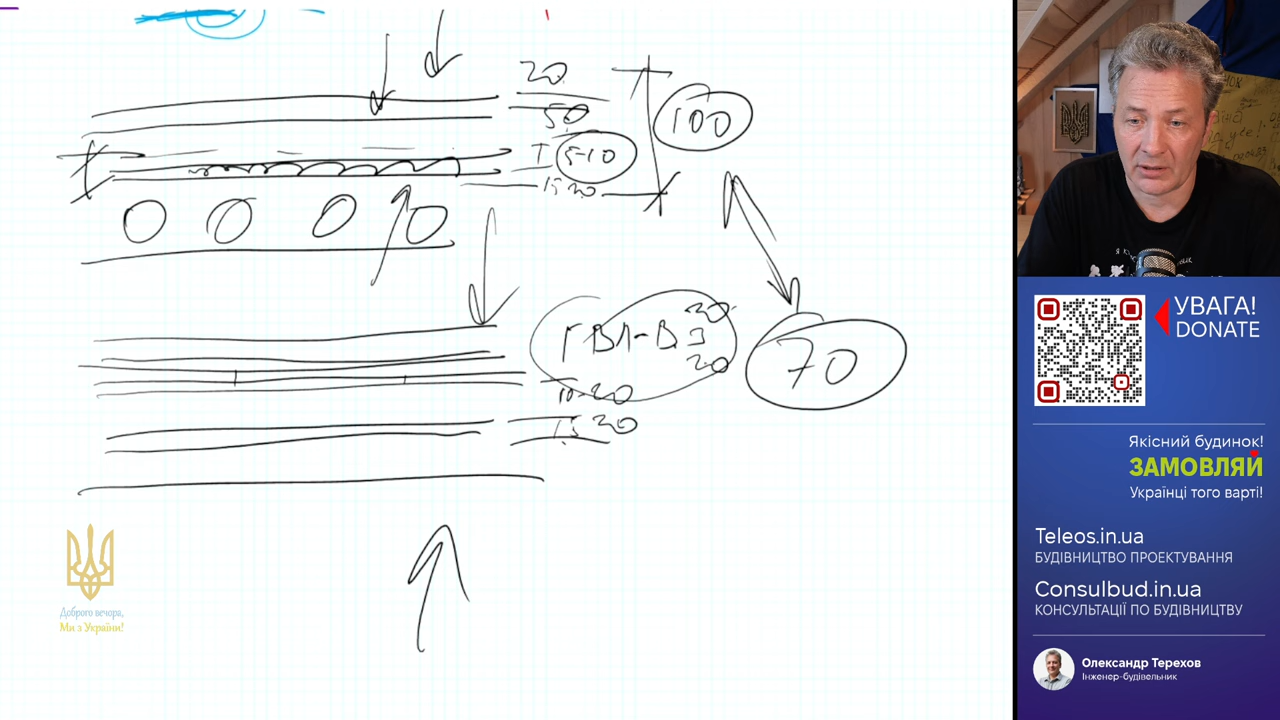 20
50
5-10
15-20
100
ГВЛ-В
20
20
70
10-20
15-20
Доброго вечора,
Ми з України!
УВАГА!
DONATE
Якісний будинок!
ЗАМОВЛЯЙ
Українці того варті!
Teleos.in.ua
БУДІВНИЦТВО ПРОЕКТУВАННЯ
Consulbud.in.ua
КОНСУЛЬТАЦІЇ ПО БУДІВНИЦТВУ
Олександр Терехов
Інженер-будівельник